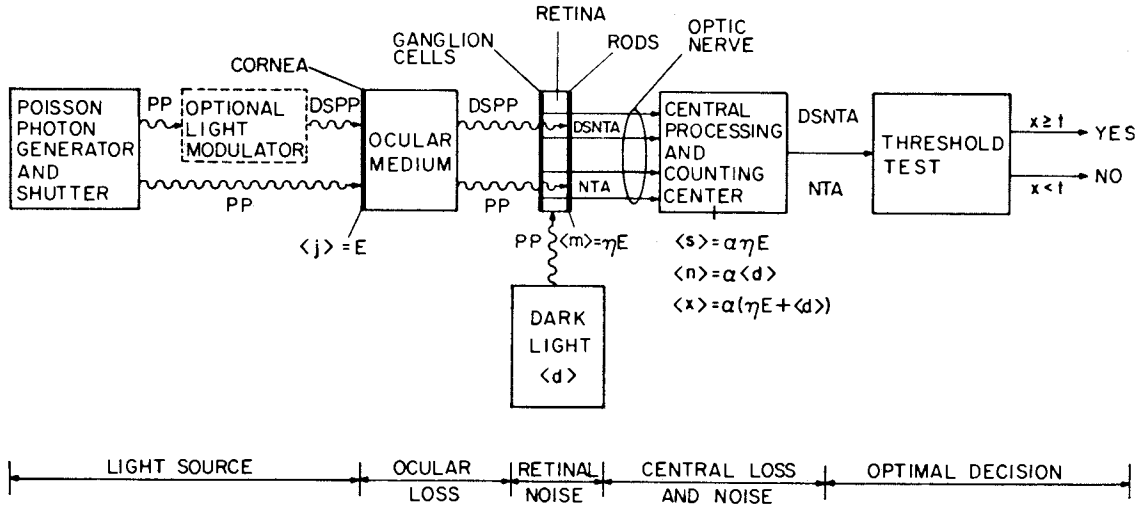 RETINA
GANGLION
CELLS
RODS
OPTIC
NERVE
CORNEA
POISSON
PHOTON
GENERATOR
AND
SHUTTER
PP
OPTIONAL
LIGHT
MODULATOR
DSPP
PP
OCULAR
MEDIUM
DSPP
PP
DSNTA
NTA
CENTRAL
PROCESSING
AND
COUNTING
CENTER
DSNTA
NTA
THRESHOLD
TEST
x ≥ t
YES
x < t
NO
⟨j⟩ = E
PP
⟨m⟩=ηE
⟨s⟩=αηE
⟨n⟩=α⟨d⟩
⟨x⟩=α(ηE+⟨d⟩)
DARK
LIGHT
⟨d⟩
LIGHT SOURCE
OCULAR
LOSS
RETINAL
NOISE
CENTRAL LOSS
AND NOISE
OPTIMAL DECISION